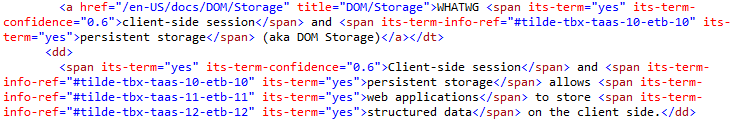 <a href="/en-US/docs/DOM/Storage" title="DOM/Storage">WHATWG <span its-term="yes" its-term-
confidence="0.6">client-side session</span> and <span its-term-info-ref="#tilde-tbx-taas-10-etb-10" its-
term="yes">persistent storage</span> (aka DOM Storage)</a></dt>
<dd>
<span its-term="yes" its-term-confidence="0.6">Client-side session</span> and <span its-term-
info-ref="#tilde-tbx-taas-10-etb-10" its-term="yes">persistent storage</span> allows <span its-term-
info-ref="#tilde-tbx-taas-11-etb-11" its-term="yes">web applications</span> to store <span its-term-
info-ref="#tilde-tbx-taas-12-etb-12" its-term="yes">structured data</span> on the client side.</dd>